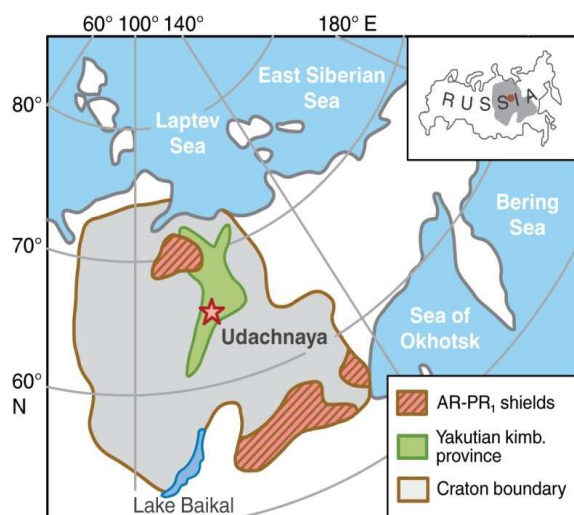 60° 100° 140° 180° E
80°
70°
60°
N
East Siberian
Sea
Laptev
Sea
RUSSIA
Bering
Sea
Sea of
Okhotsk
Udachnaya
Lake Baikal
AR-PR₁ shields
Yakutian kimb.
province
Craton boundary